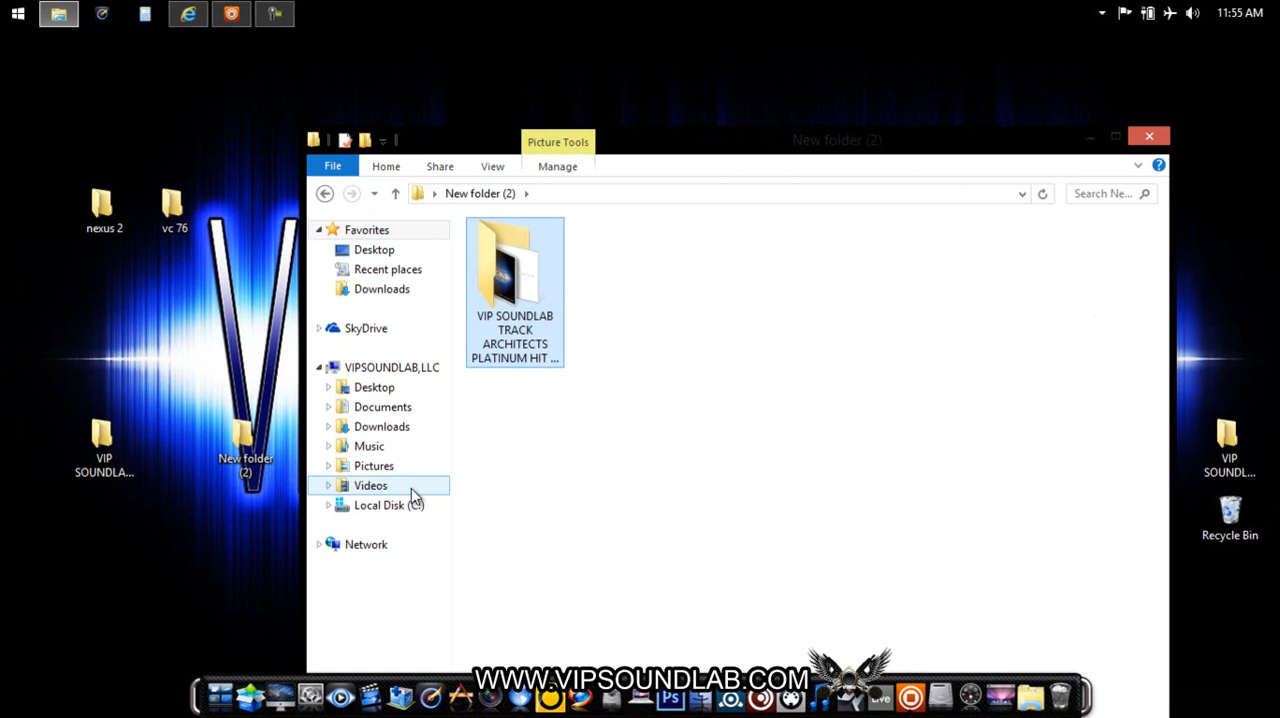 11:55 AM
Picture Tools
New folder (2)
File
Home
Share
View
Manage
New folder (2)
Search Ne...
nexus 2
vc 76
Favorites
Desktop
Recent places
Downloads
SkyDrive
VIPSOUNDLAB,LLC
Desktop
Documents
Downloads
Music
Pictures
Videos
Local Disk (C:)
Network
VIP SOUNDLAB
TRACK
ARCHITECTS
PLATINUM HIT ...
VIP
SOUNDLA...
New folder
(2)
VIP
SOUNDL...
Recycle Bin
WWW.VIPSOUNDLAB.COM
Ps
Live